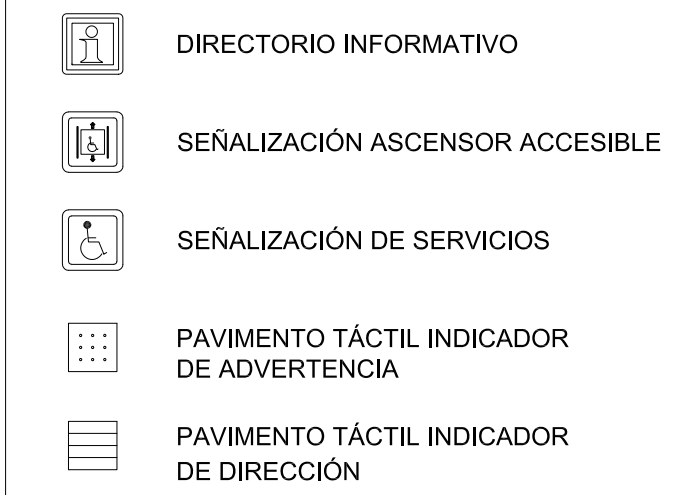 DIRECTORIO INFORMATIVO
SEÑALIZACIÓN ASCENSOR ACCESIBLE
SEÑALIZACIÓN DE SERVICIOS
PAVIMENTO TÁCTIL INDICADOR
DE ADVERTENCIA
PAVIMENTO TÁCTIL INDICADOR
DE DIRECCIÓN